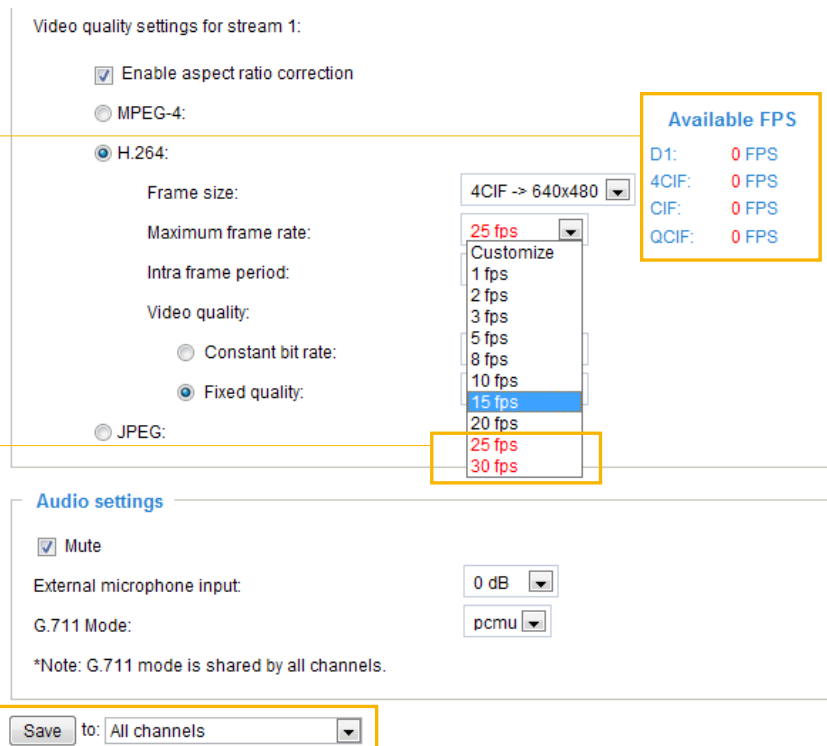 Video quality settings for stream 1:
Enable aspect ratio correction
MPEG-4:
H.264:
Frame size: 4CIF -> 640x480
Maximum frame rate: 25 fps
Customize
1 fps
2 fps
3 fps
5 fps
8 fps
10 fps
15 fps
20 fps
25 fps
30 fps
Intra frame period:
Video quality:
Constant bit rate:
Fixed quality:
JPEG:
Available FPS
D1: 0 FPS
4CIF: 0 FPS
CIF: 0 FPS
QCIF: 0 FPS
Audio settings
Mute
External microphone input: 0 dB
G.711 Mode: pcmu
*Note: G.711 mode is shared by all channels.
Save to: All channels